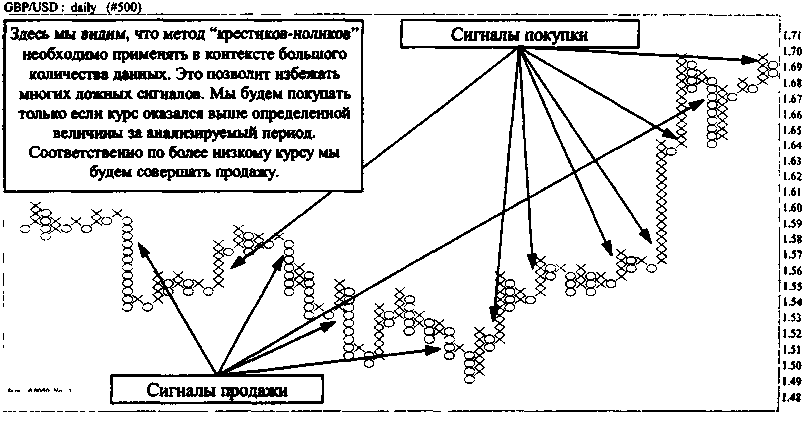 GBP/USD : daily (#500)
Здесь мы видим, что метод "крестиков-ноликов"
необходимо применять в контексте большого
количества данных. Это позволит избежать
многих ложных сигналов. Мы будем покупать
только если курс оказался выше определенной
величины за анализируемый период.
Соответственно по более низкому курсу мы
будем совершать продажу.
Сигналы покупки
Сигналы продажи
1.71
1.70
1.69
1.68
1.67
1.66
1.65
1.64
1.63
1.62
1.61
1.60
1.59
1.58
1.57
1.56
1.55
1.54
1.53
1.52
1.51
1.50
1.49
1.48